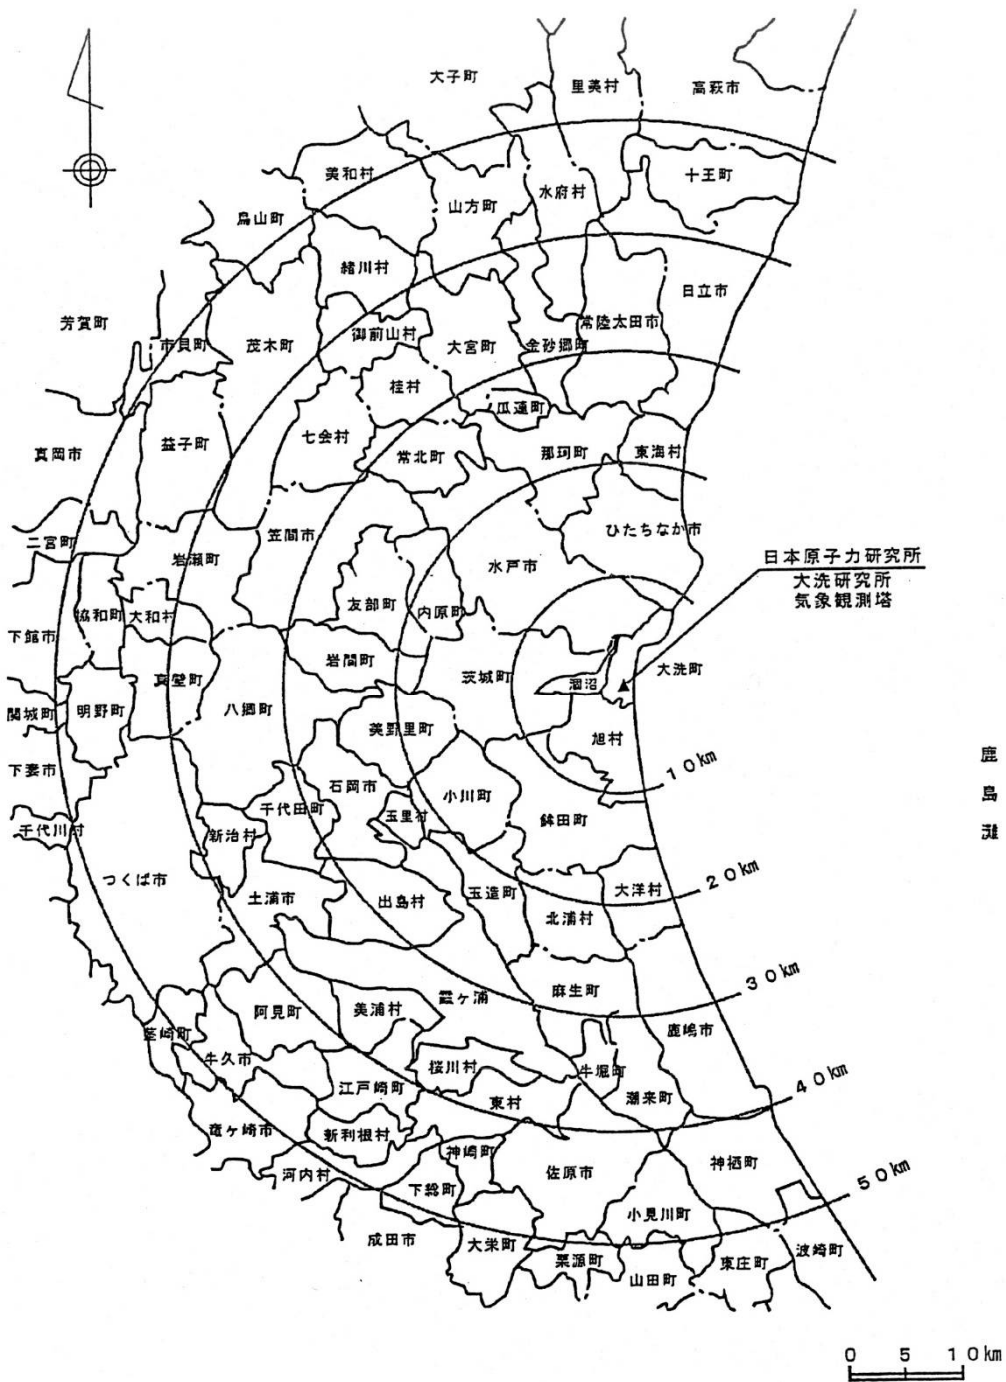 大子町
里美村
高萩市
美和村
十王町
水府村
山方町
烏山町
緒川村
日立市
芳賀町
市貝町
茂木町
御前山村
大宮町
金砂郷町
常陸太田市
桂村
瓜連町
真岡市
益子町
七会村
常北町
那珂町
東海村
二宮町
岩瀬町
笠間市
水戸市
ひたちなか市
日本原子力研究所
大洗研究所
気象観測塔
協和町
大和村
友部町
内原町
下館市
岩間町
茨城町
涸沼
大洗町
真壁町
関城町
明野町
八郷町
美野里町
旭村
下妻市
石岡市
小川町
10km
鹿島灘
千代川村
新治村
千代田町
玉里村
鉾田町
つくば市
土浦市
出島村
玉造町
大洋村
20km
北浦村
麻生町
30km
霞ヶ浦
阿見町
美浦村
鹿嶋市
茎崎町
牛久市
桜川村
牛堀町
江戸崎町
東村
潮来町
40km
竜ヶ崎市
新利根村
神崎町
河内村
下総町
佐原市
神栖町
50km
小見川町
成田市
大栄町
栗源町
山田町
東庄町
波崎町
0 5 10km